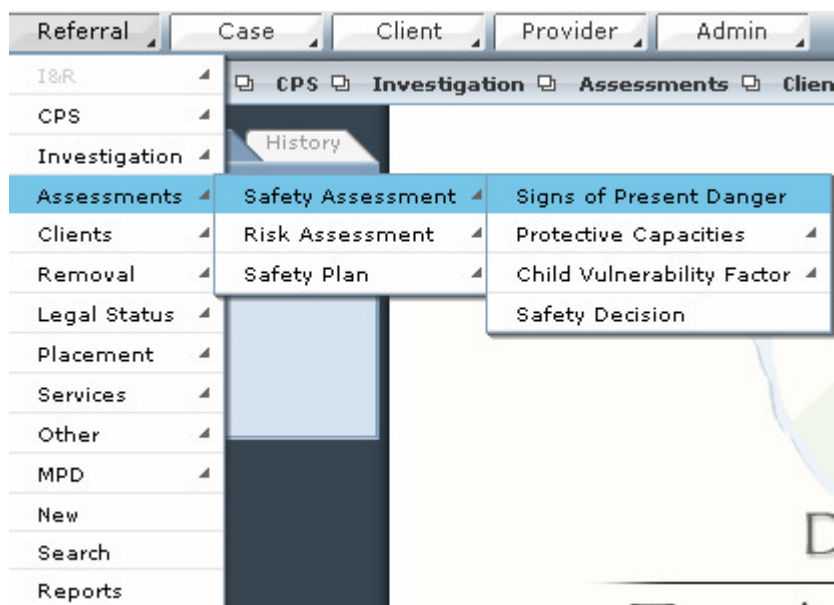 Referral Case Client Provider Admin
I&R
CPS Investigation Assessments
CPS
History
Investigation
Assessments Safety Assessment Signs of Present Danger
Clients Risk Assessment Protective Capacities
Removal Safety Plan Child Vulnerability Factor
Legal Status Safety Decision
Placement
Services
Other
MPD
New
D
Search
Reports